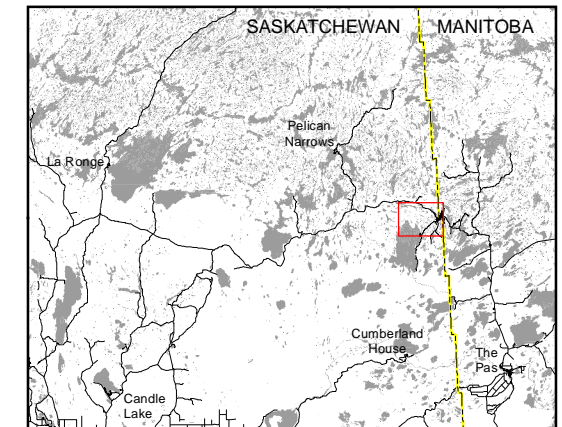 SASKATCHEWAN MANITOBA
Pelican
Narrows
La Ronge
Cumberland
House
The
Pas
Candle
Lake